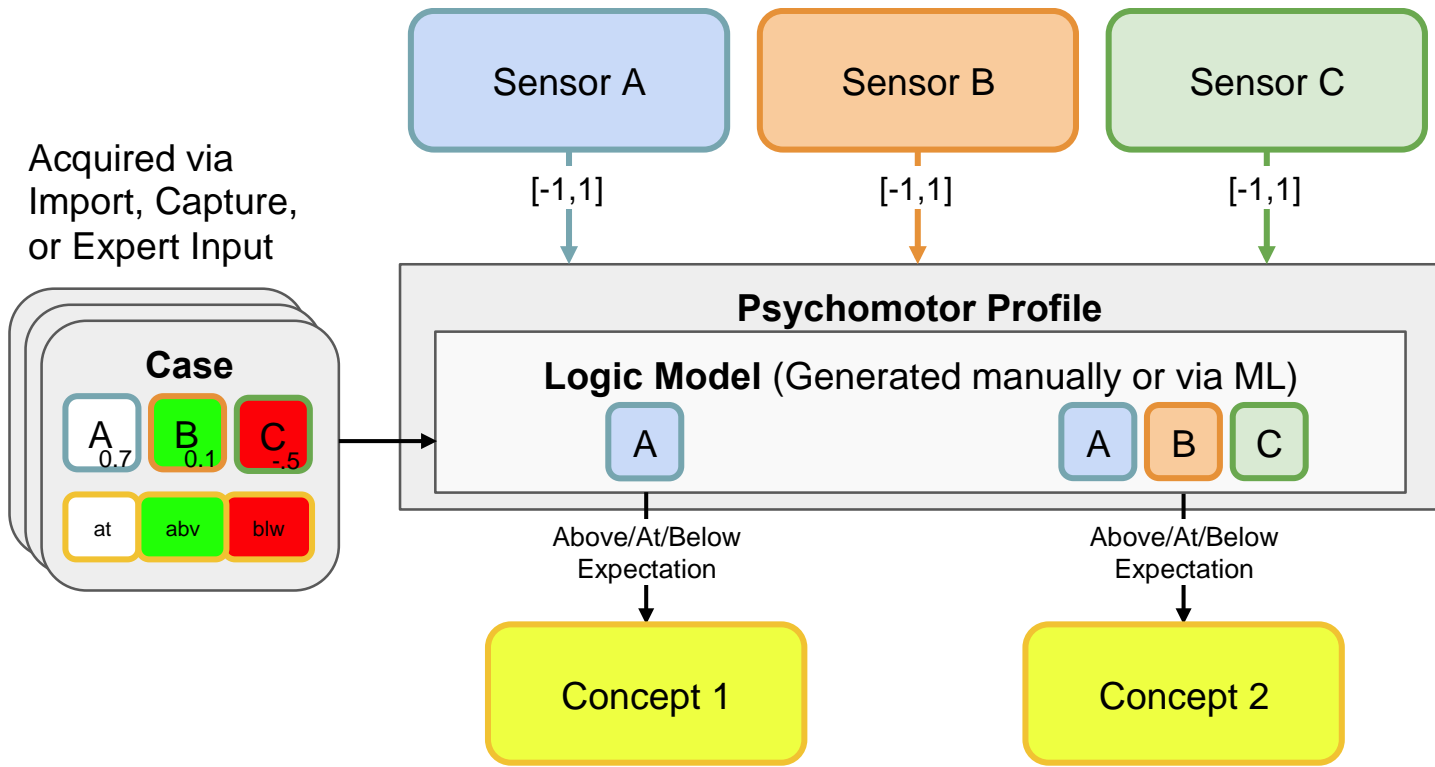 Sensor A
Sensor B
Sensor C
[-1,1]
[-1,1]
[-1,1]
Acquired via
Import, Capture,
or Expert Input
Case
A
0.7
B
0.1
C
-.5
at
abv
blw
Psychomotor Profile
Logic Model (Generated manually or via ML)
A
A
B
C
Above/At/Below
Expectation
Above/At/Below
Expectation
Concept 1
Concept 2